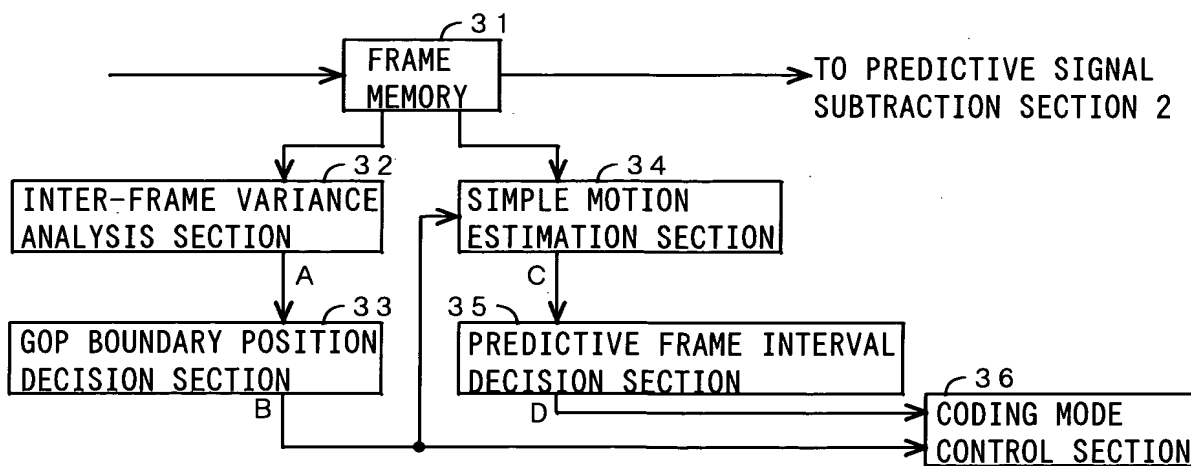 31
FRAME
MEMORY
TO PREDICTIVE SIGNAL
SUBTRACTION SECTION 2
32
INTER-FRAME VARIANCE
ANALYSIS SECTION
34
SIMPLE MOTION
ESTIMATION SECTION
A
C
33
GOP BOUNDARY POSITION
DECISION SECTION
35
PREDICTIVE FRAME INTERVAL
DECISION SECTION
B
D
36
CODING MODE
CONTROL SECTION